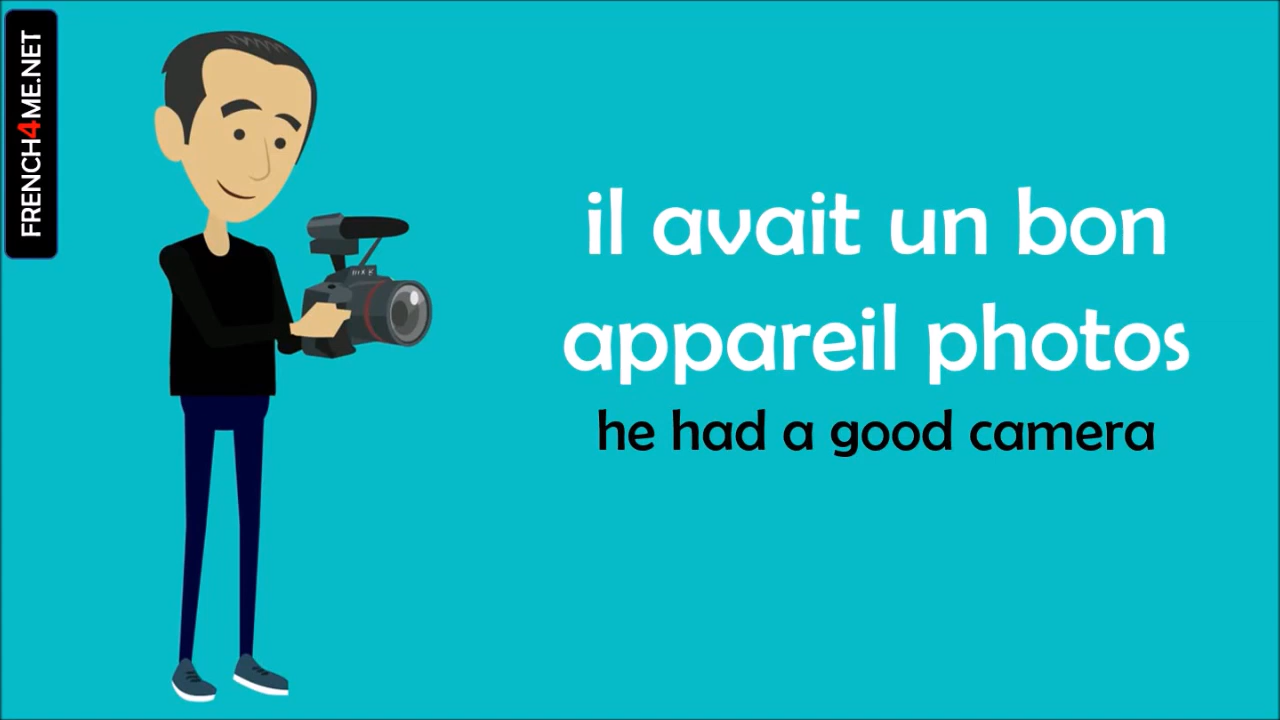 FRENCH4ME.NET
il avait un bon
appareil photos
he had a good camera